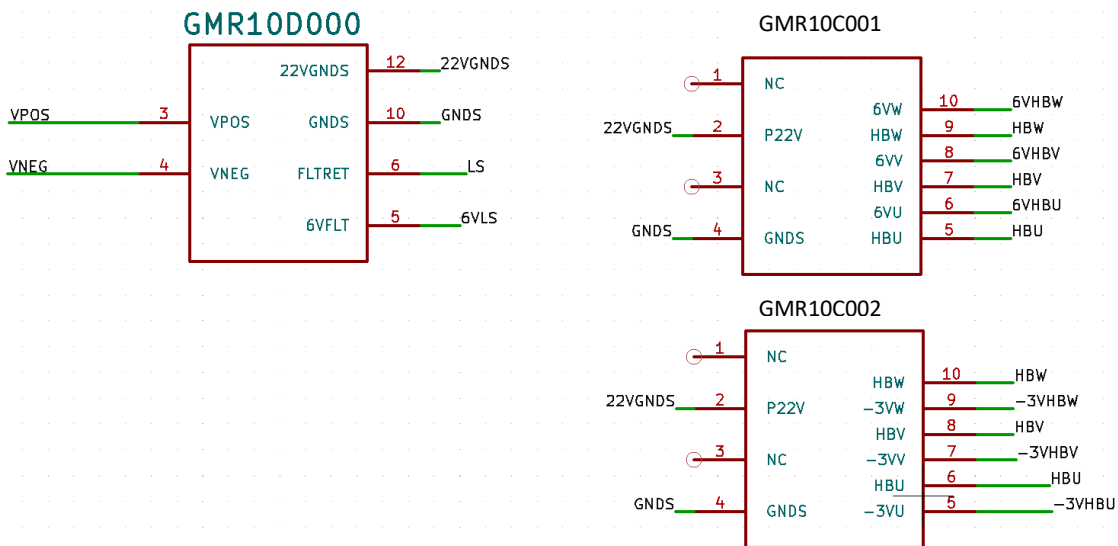 GMR10D000
22VGNDS 12 22VGNDS
VPOS 3 VPOS GNDS 10 GNDS
VNEG 4 VNEG FLTRET 6 LS
6VFLT 5 6VLS
GMR10C001
1 NC
6VW 10 6VHBW
22VGNDS 2 P22V HBW 9 HBW
6VV 8 6VHBV
3 NC HBV 7 HBV
6VU 6 6VHBU
GNDS 4 GNDS HBU 5 HBU
GMR10C002
1 NC
HBW 10 HBW
22VGNDS 2 P22V -3VW 9 -3VHBW
HBV 8 HBV
3 NC -3VV 7 -3VHBV
HBU 6 HBU
GNDS 4 GNDS -3VU 5 -3VHBU